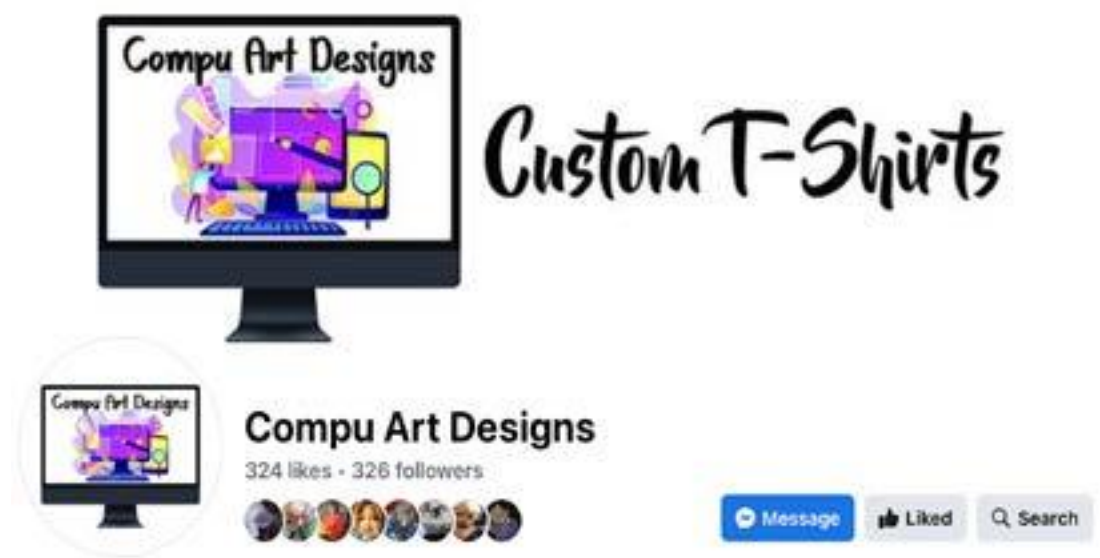 Compu Art Designs
Custom T-Shirts
Compu Art Designs
Compu Art Designs
324 likes • 326 followers
Message
Liked
Search